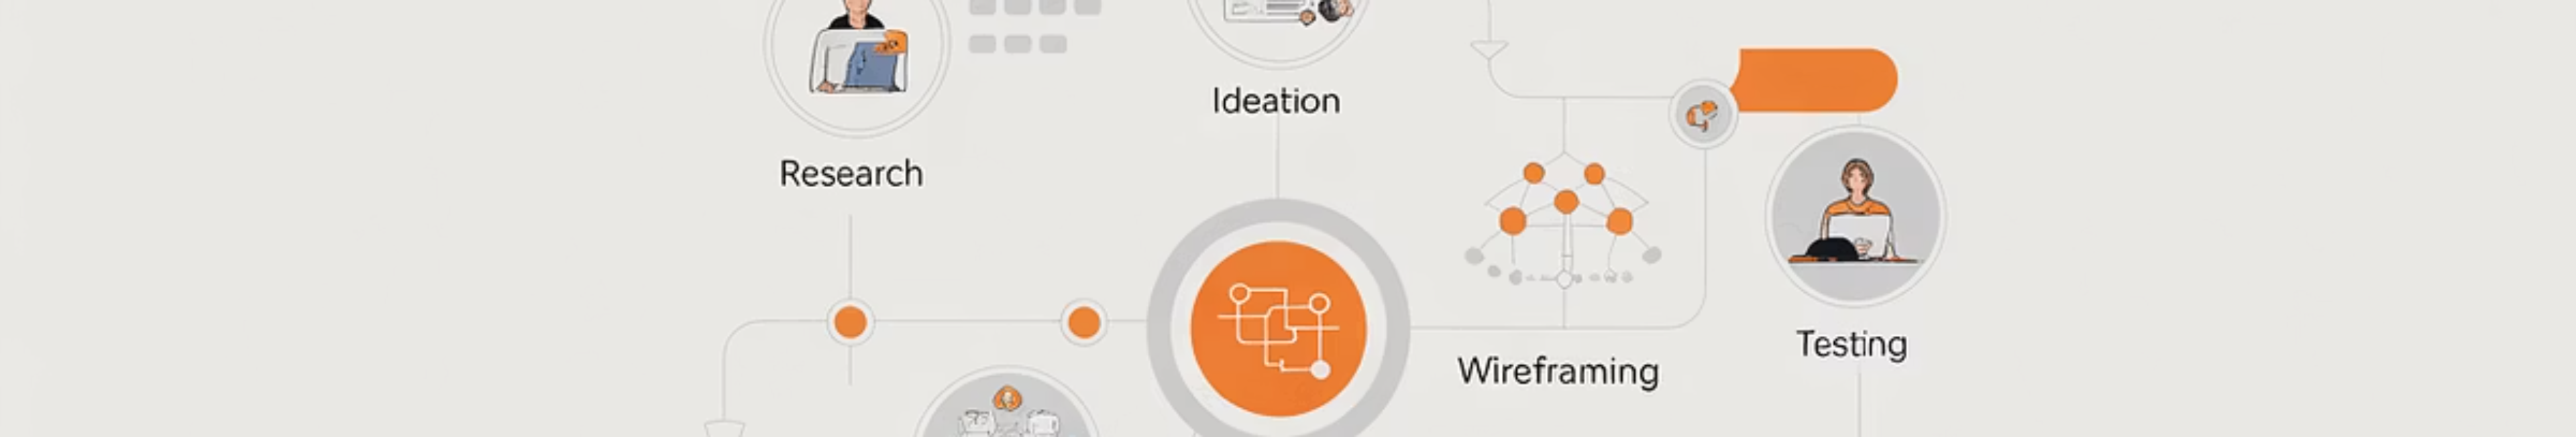 Research
Ideation
Wireframing
Testing